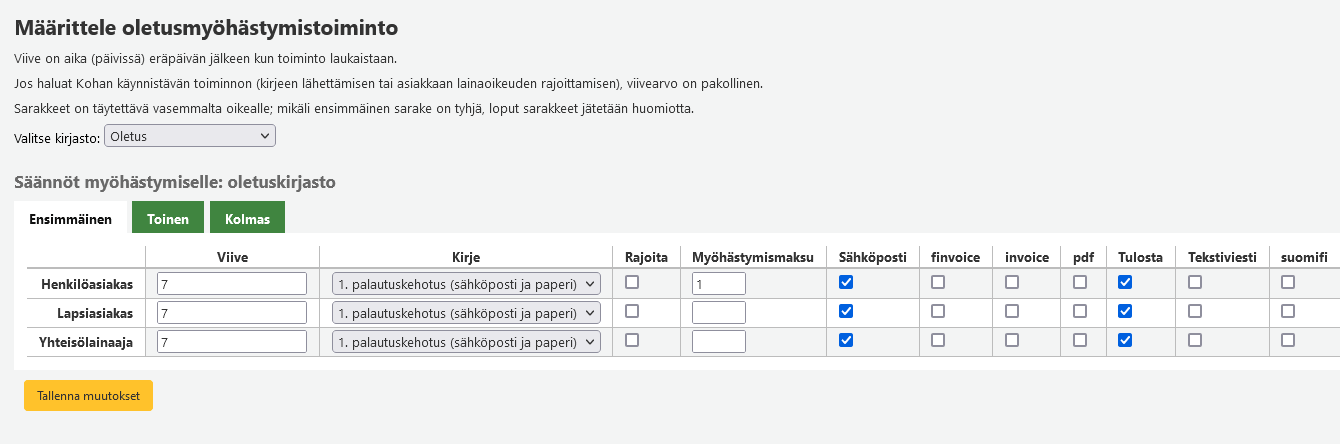 Määrittele oletusmyöhästymistoiminto
Viive on aika (päivissä) eräpäivän jälkeen kun toiminto laukaistaan.
Jos haluat Kohan käynnistävän toiminnon (kirjeen lähettämisen tai asiakkaan lainaoikeuden rajoittamisen), viivearvo on pakollinen.
Sarakkeet on täytettävä vasemmalta oikealle; mikäli ensimmäinen sarake on tyhjä, loput sarakkeet jätetään huomiotta.
Valitse kirjasto: Oletus
Säännöt myöhästymiselle: oletuskirjasto
Ensimmäinen Toinen Kolmas
Viive Kirje Rajoita Myöhästymismaksu Sähköposti finvoice invoice pdf Tulosta Tekstiviesti suomifi
Henkilöasiakas 7 1. palautuskehotus (sähköposti ja paperi) 1
Lapsiasiakas 7 1. palautuskehotus (sähköposti ja paperi)
Yhteisölainaaja 7 1. palautuskehotus (sähköposti ja paperi)
Tallenna muutokset